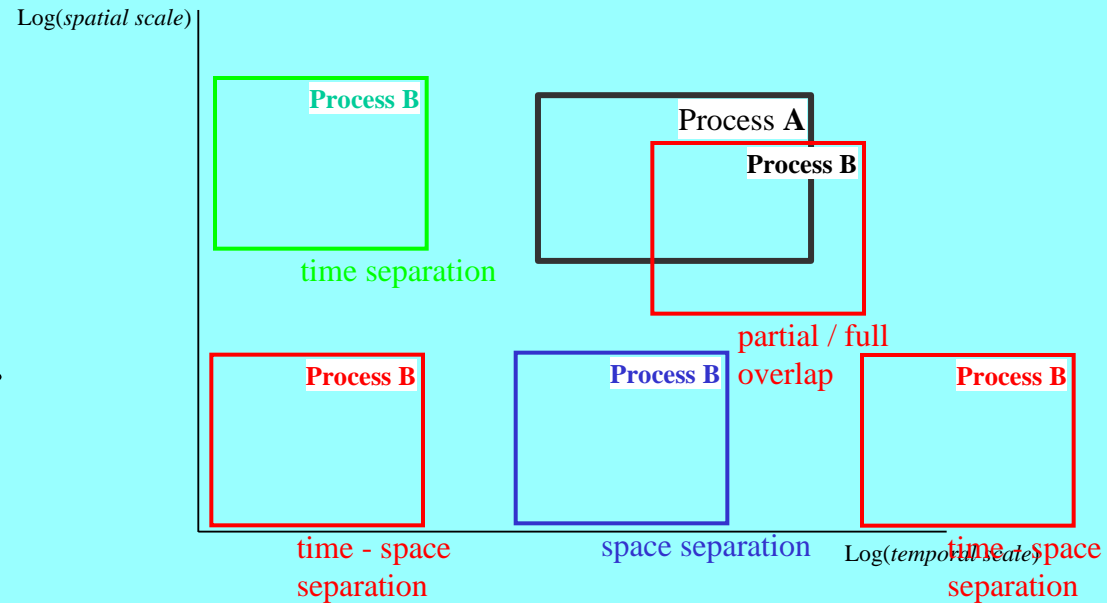 Log(spatial scale)
Process B
Process A
Process B
time separation
partial / full
overlap
Process B
Process B
Process B
time - space
separation
space separation
Log(temporal scale)
time - space
separation